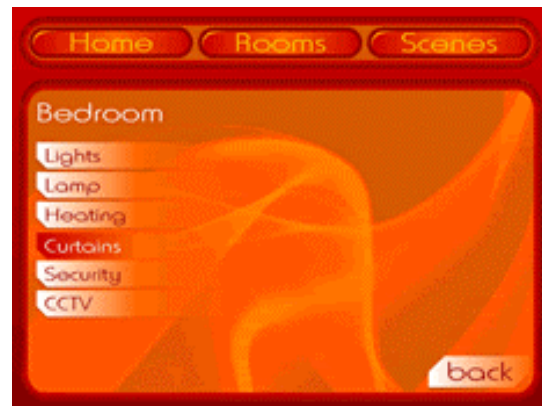 Home Rooms Scenes
Bedroom
Lights
Lamp
Heating
Curtains
Security
CCTV
back